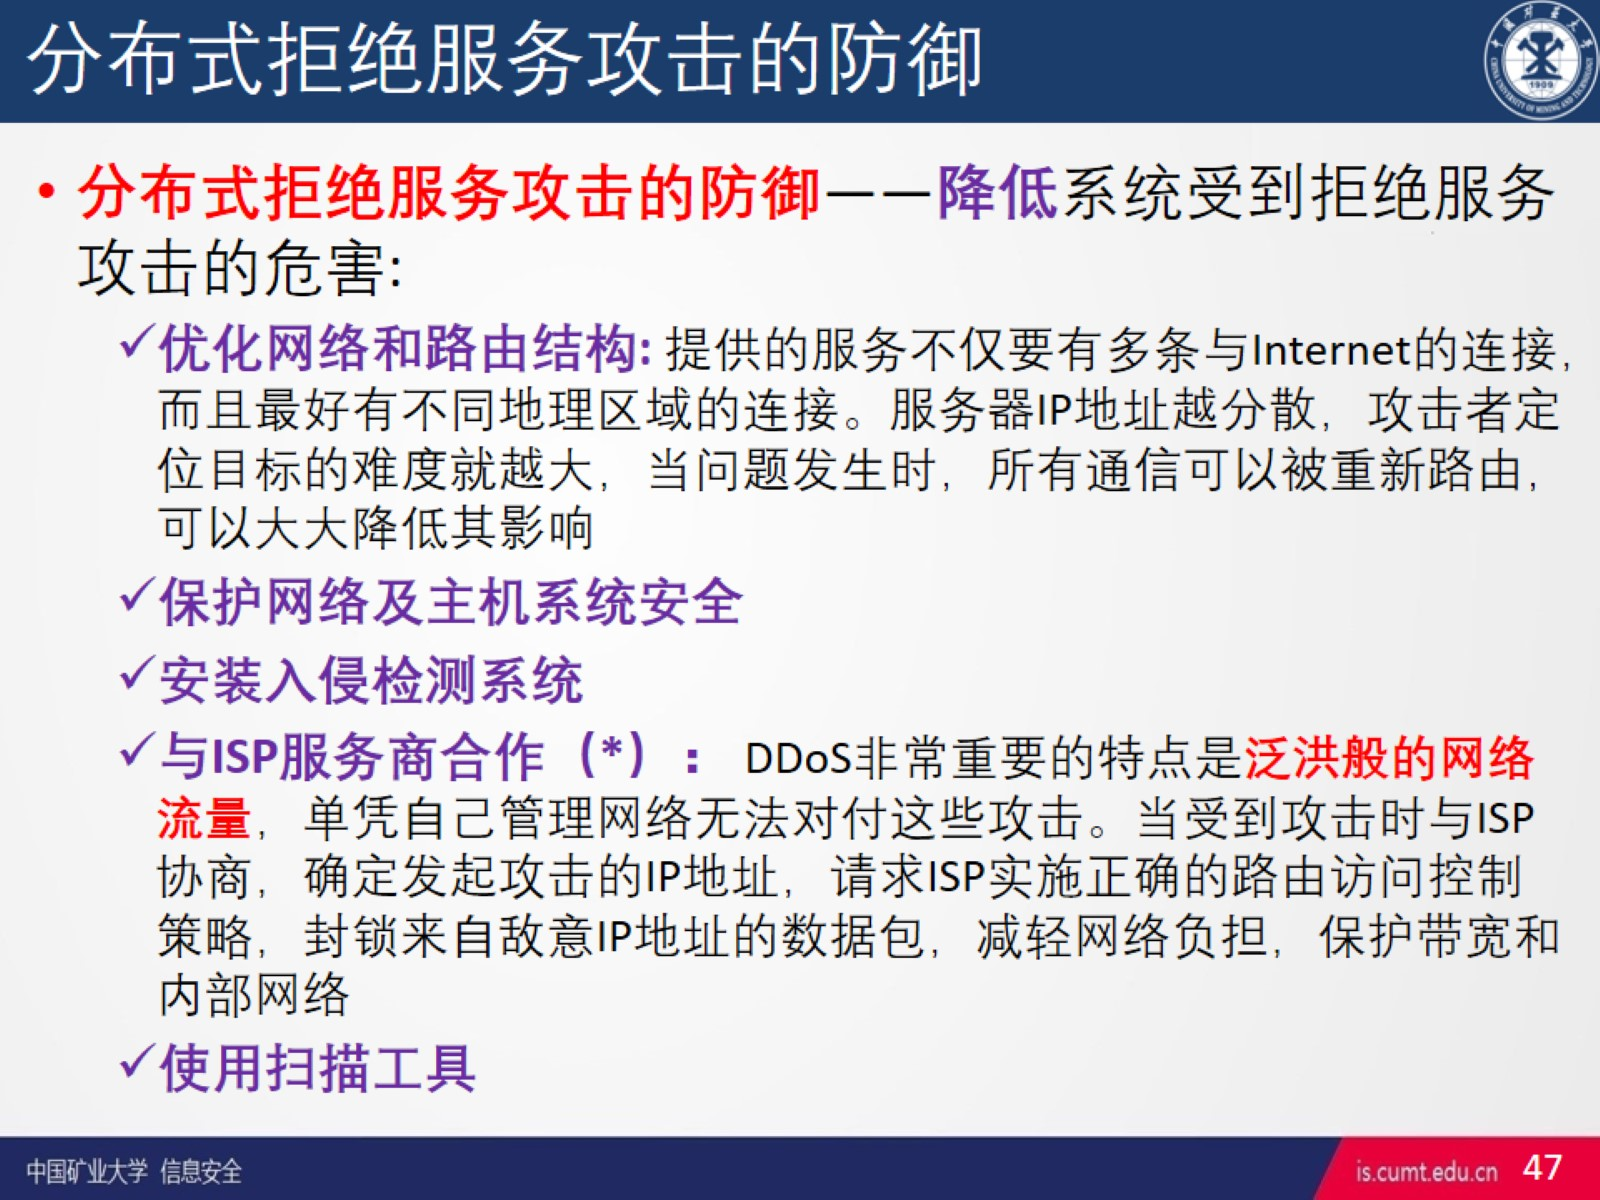 分布式拒绝服务攻击的防御
• 分布式拒绝服务攻击的防御——降低系统受到拒绝服务
攻击的危害:
✓优化网络和路由结构: 提供的服务不仅要有多条与Internet的连接,
而且最好有不同地理区域的连接。服务器IP地址越分散, 攻击者定
位目标的难度就越大, 当问题发生时, 所有通信可以被重新路由,
可以大大降低其影响
✓保护网络及主机系统安全
✓安装入侵检测系统
✓与ISP服务商合作（*）： DDoS非常重要的特点是泛洪般的网络
流量, 单凭自己管理网络无法对付这些攻击。当受到攻击时与ISP
协商, 确定发起攻击的IP地址, 请求ISP实施正确的路由访问控制
策略, 封锁来自敌意IP地址的数据包, 减轻网络负担, 保护带宽和
内部网络
✓使用扫描工具
中国矿业大学 信息安全
is.cumt.edu.cn 47
中国矿业大学
CHINA UNIVERSITY OF MINING AND TECHNOLOGY
1909